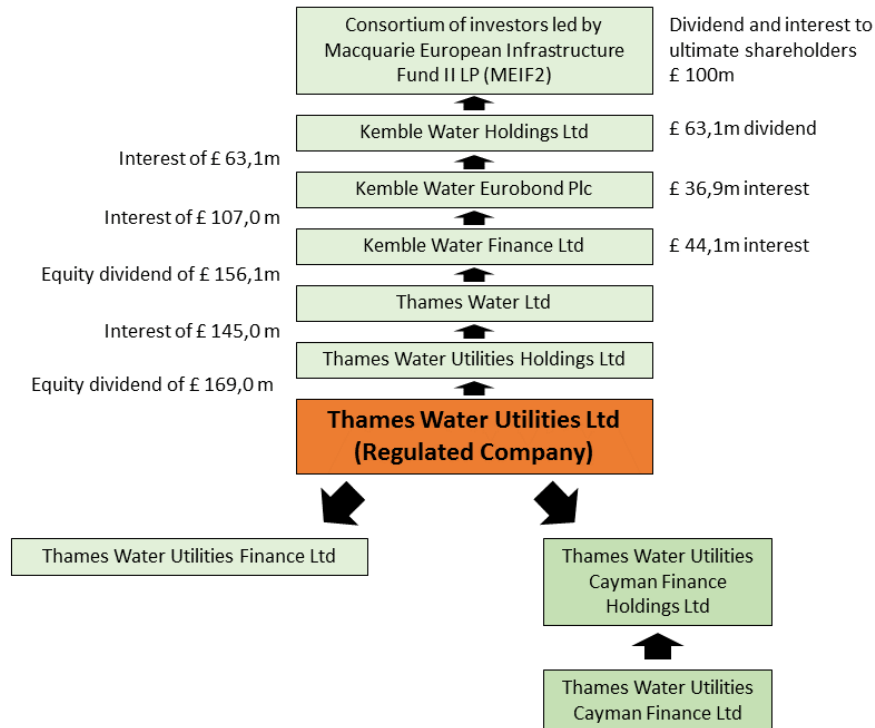 Consortium of investors led by
Macquarie European Infrastructure
Fund II LP (MEIF2)
Dividend and interest to
ultimate shareholders
£ 100m
Kemble Water Holdings Ltd
£ 63,1m dividend
Interest of £ 63,1m
Kemble Water Eurobond Plc
£ 36,9m interest
Interest of £ 107,0 m
Kemble Water Finance Ltd
£ 44,1m interest
Equity dividend of £ 156,1m
Thames Water Ltd
Interest of £ 145,0 m
Thames Water Utilities Holdings Ltd
Equity dividend of £ 169,0 m
Thames Water Utilities Ltd
(Regulated Company)
Thames Water Utilities Finance Ltd
Thames Water Utilities
Cayman Finance
Holdings Ltd
Thames Water Utilities
Cayman Finance Ltd